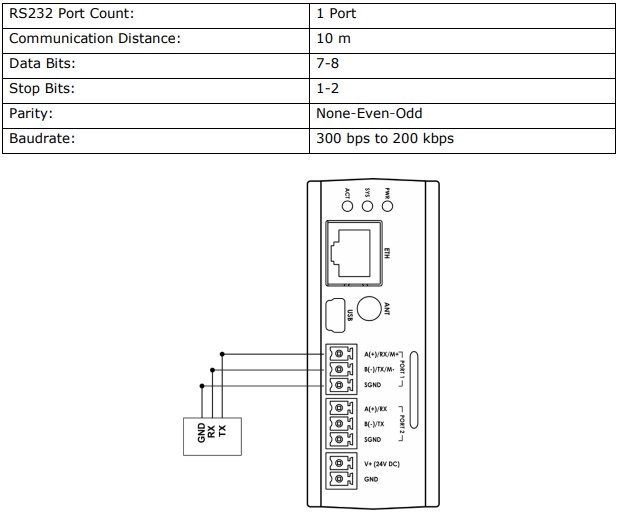 RS232 Port Count: 1 Port
Communication Distance: 10 m
Data Bits: 7-8
Stop Bits: 1-2
Parity: None-Even-Odd
Baudrate: 300 bps to 200 kbps
ACT SYS PWR
ETH
USB ANT
A(+)/RX/M+
B(-)/TX/M-
SGND
PORT 1
A(+)/RX
B(-)/TX
SGND
PORT 2
V+ (24V DC)
GND
GND
RX
TX